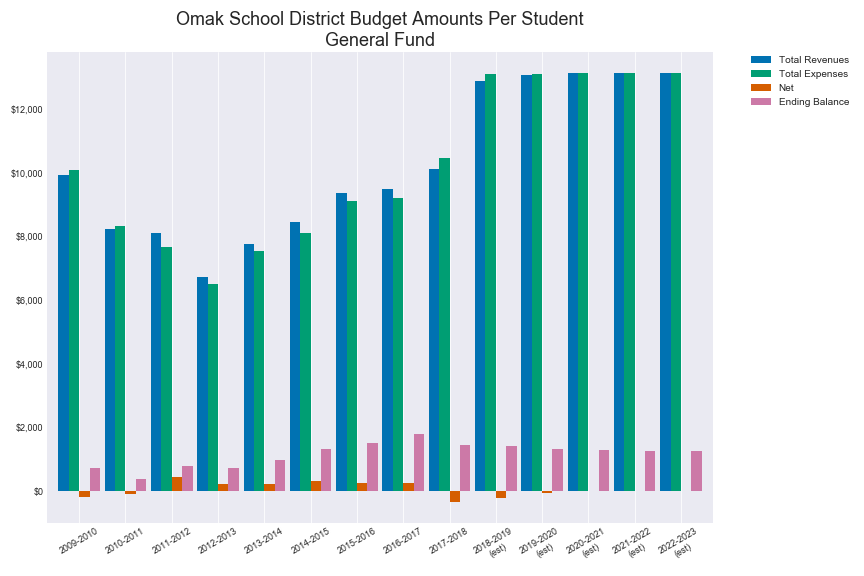 Omak School District Budget Amounts Per Student
General Fund
Total Revenues
Total Expenses
Net
Ending Balance
$12,000
$10,000
$8,000
$6,000
$4,000
$2,000
$0
2009-2010
2010-2011
2011-2012
2012-2013
2013-2014
2014-2015
2015-2016
2016-2017
2017-2018
2018-2019
(est)
2019-2020
(est)
2020-2021
(est)
2021-2022
(est)
2022-2023
(est)